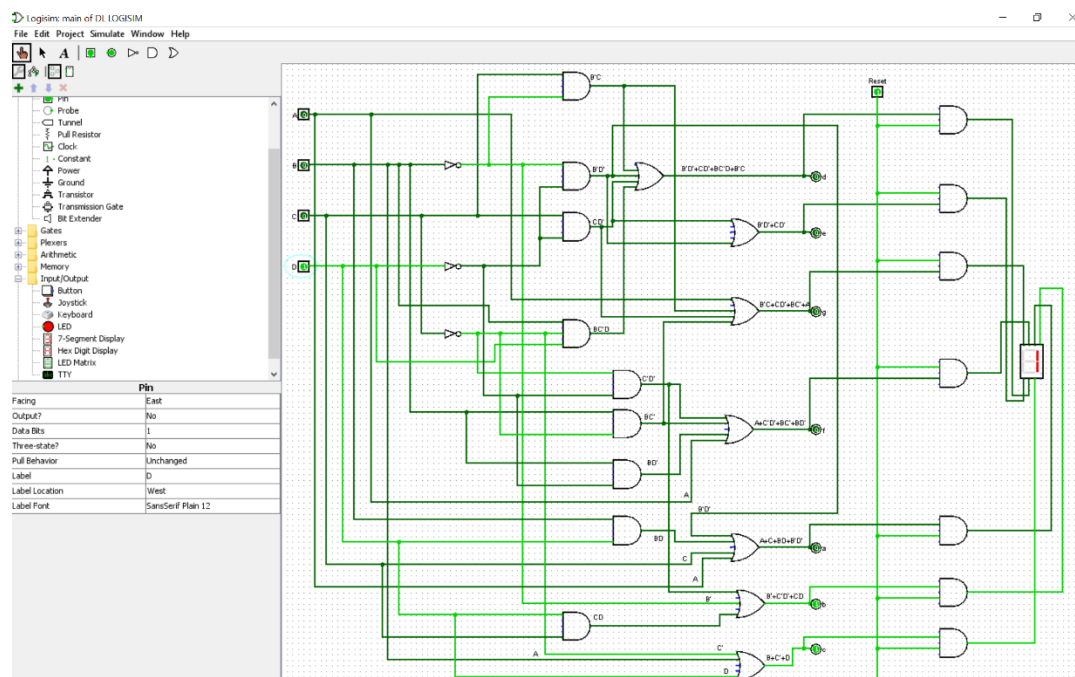 Logisim: main of DL LOGISIM
File Edit Project Simulate Window Help
A
Pin
Probe
Tunnel
Pull Resistor
Clock
Constant
Power
Ground
Transistor
Transmission Gate
Bit Extender
Gates
Plexers
Arithmetic
Memory
Input/Output
Button
Joystick
Keyboard
LED
7-Segment Display
Hex Digit Display
LED Matrix
TTY
Pin
Facing East
Output? No
Data Bits 1
Three-state? No
Pull Behavior Unchanged
Label D
Label Location West
Label Font SansSerif Plain 12
Reset
B'C
A
B
B'D'
B'D'+CD'+BC'D+B'C
d
C
CD'
B'D'+CD'
e
D
B'C+CD'+BC'+A
g
BC'D
C'D'
BC'
A+C'D'+BC'+BD'
f
BD'
A
B'D'
BD
A+C+BD+B'D'
a
C
A
B'
B'+C'D'+CD
b
CD
C'
A
B+C'+D
c
D